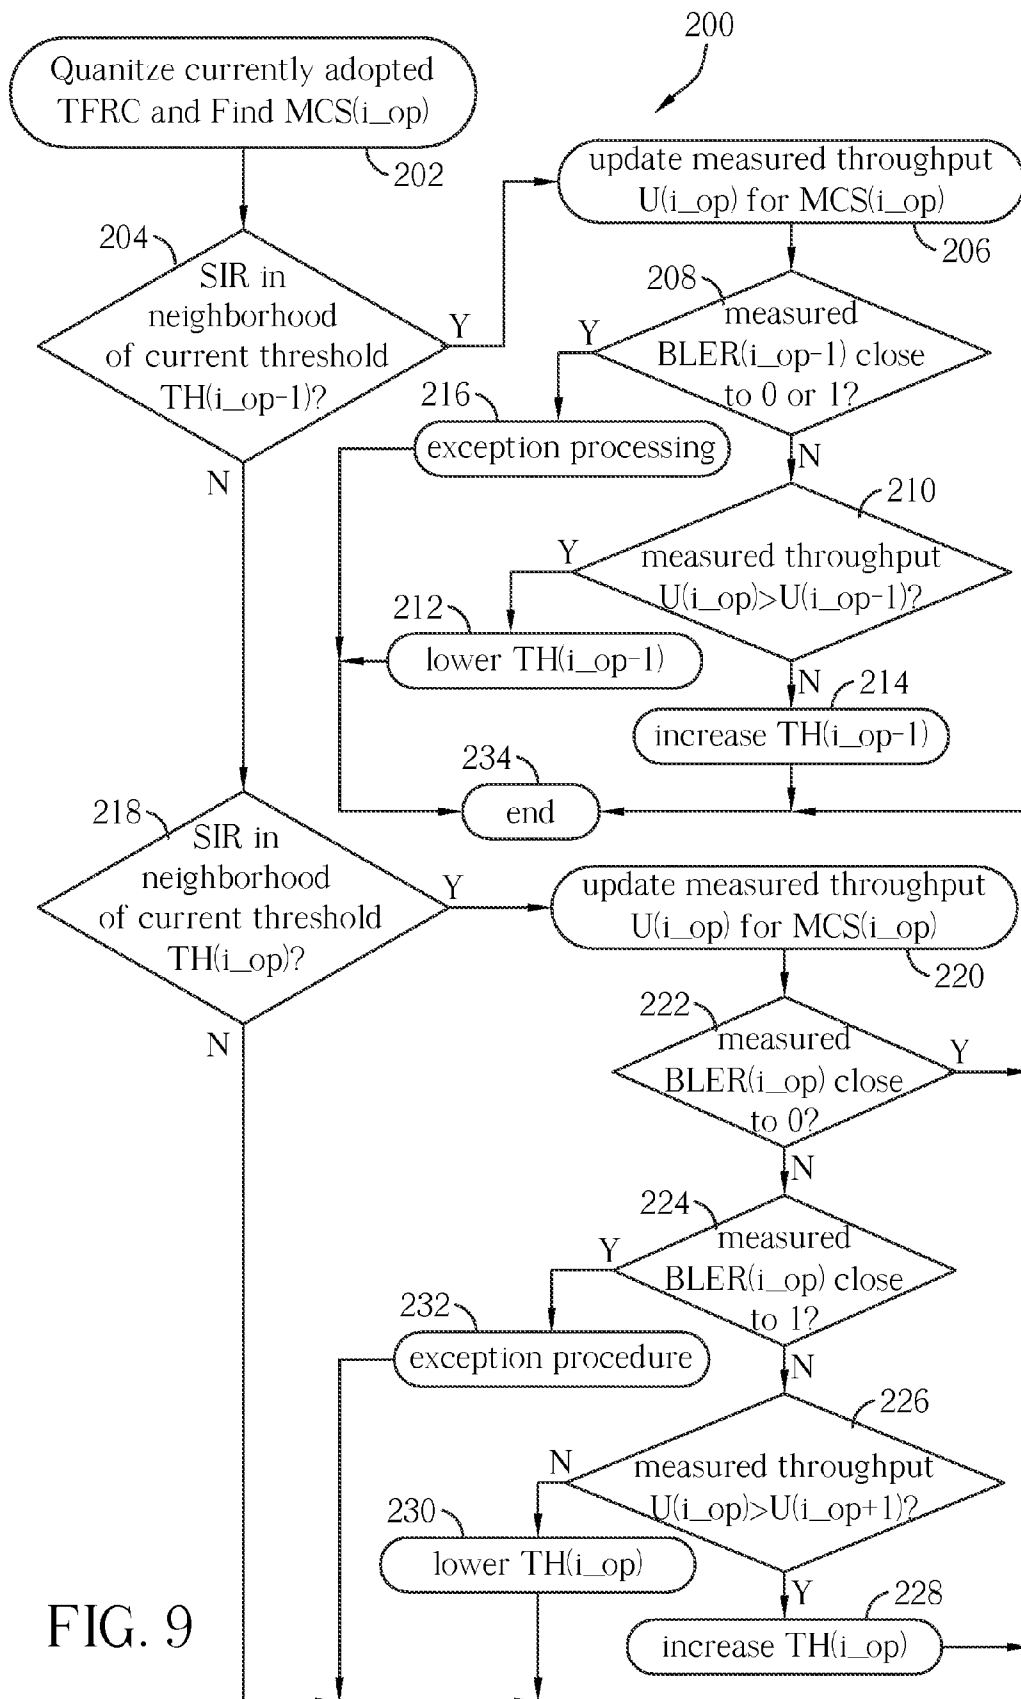 200
Quanitze currently adopted
TFRC and Find MCS(i_op)
202
update measured throughput
U(i_op) for MCS(i_op)
206
204
SIR in
neighborhood
of current threshold
TH(i_op-1)?
Y
N
208
measured
BLER(i_op-1) close
to 0 or 1?
Y
N
216
exception processing
210
measured throughput
U(i_op)>U(i_op-1)?
Y
N
212
lower TH(i_op-1)
214
increase TH(i_op-1)
234
end
218
SIR in
neighborhood
of current threshold
TH(i_op)?
Y
N
update measured throughput
U(i_op) for MCS(i_op)
220
222
measured
BLER(i_op) close
to 0?
Y
N
224
measured
BLER(i_op) close
to 1?
Y
N
232
exception procedure
226
measured throughput
U(i_op)>U(i_op+1)?
N
Y
230
lower TH(i_op)
228
increase TH(i_op)
FIG. 9